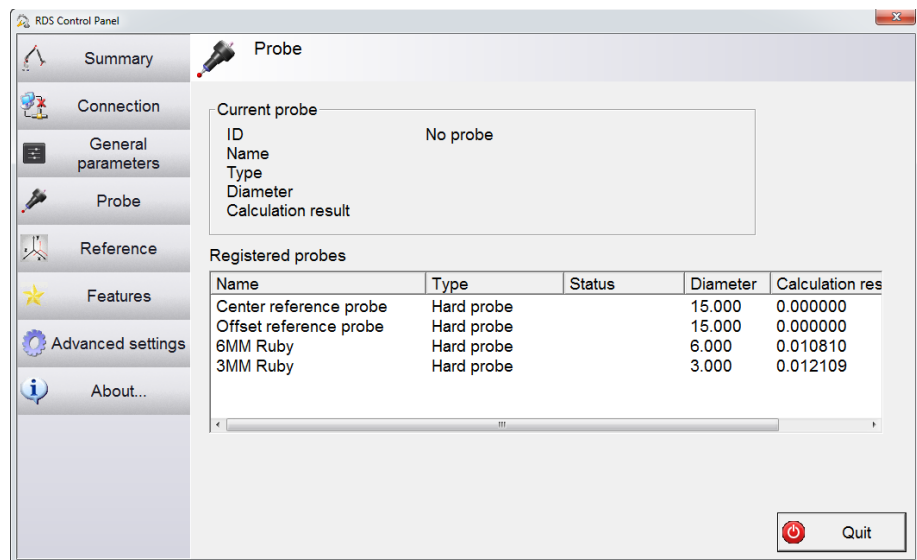 RDS Control Panel
Summary
Connection
General
parameters
Probe
Reference
Features
Advanced settings
About...
Probe
Current probe
ID No probe
Name
Type
Diameter
Calculation result
Registered probes
Name Type Status Diameter Calculation res
Center reference probe Hard probe 15.000 0.000000
Offset reference probe Hard probe 15.000 0.000000
6MM Ruby Hard probe 6.000 0.010810
3MM Ruby Hard probe 3.000 0.012109
Quit